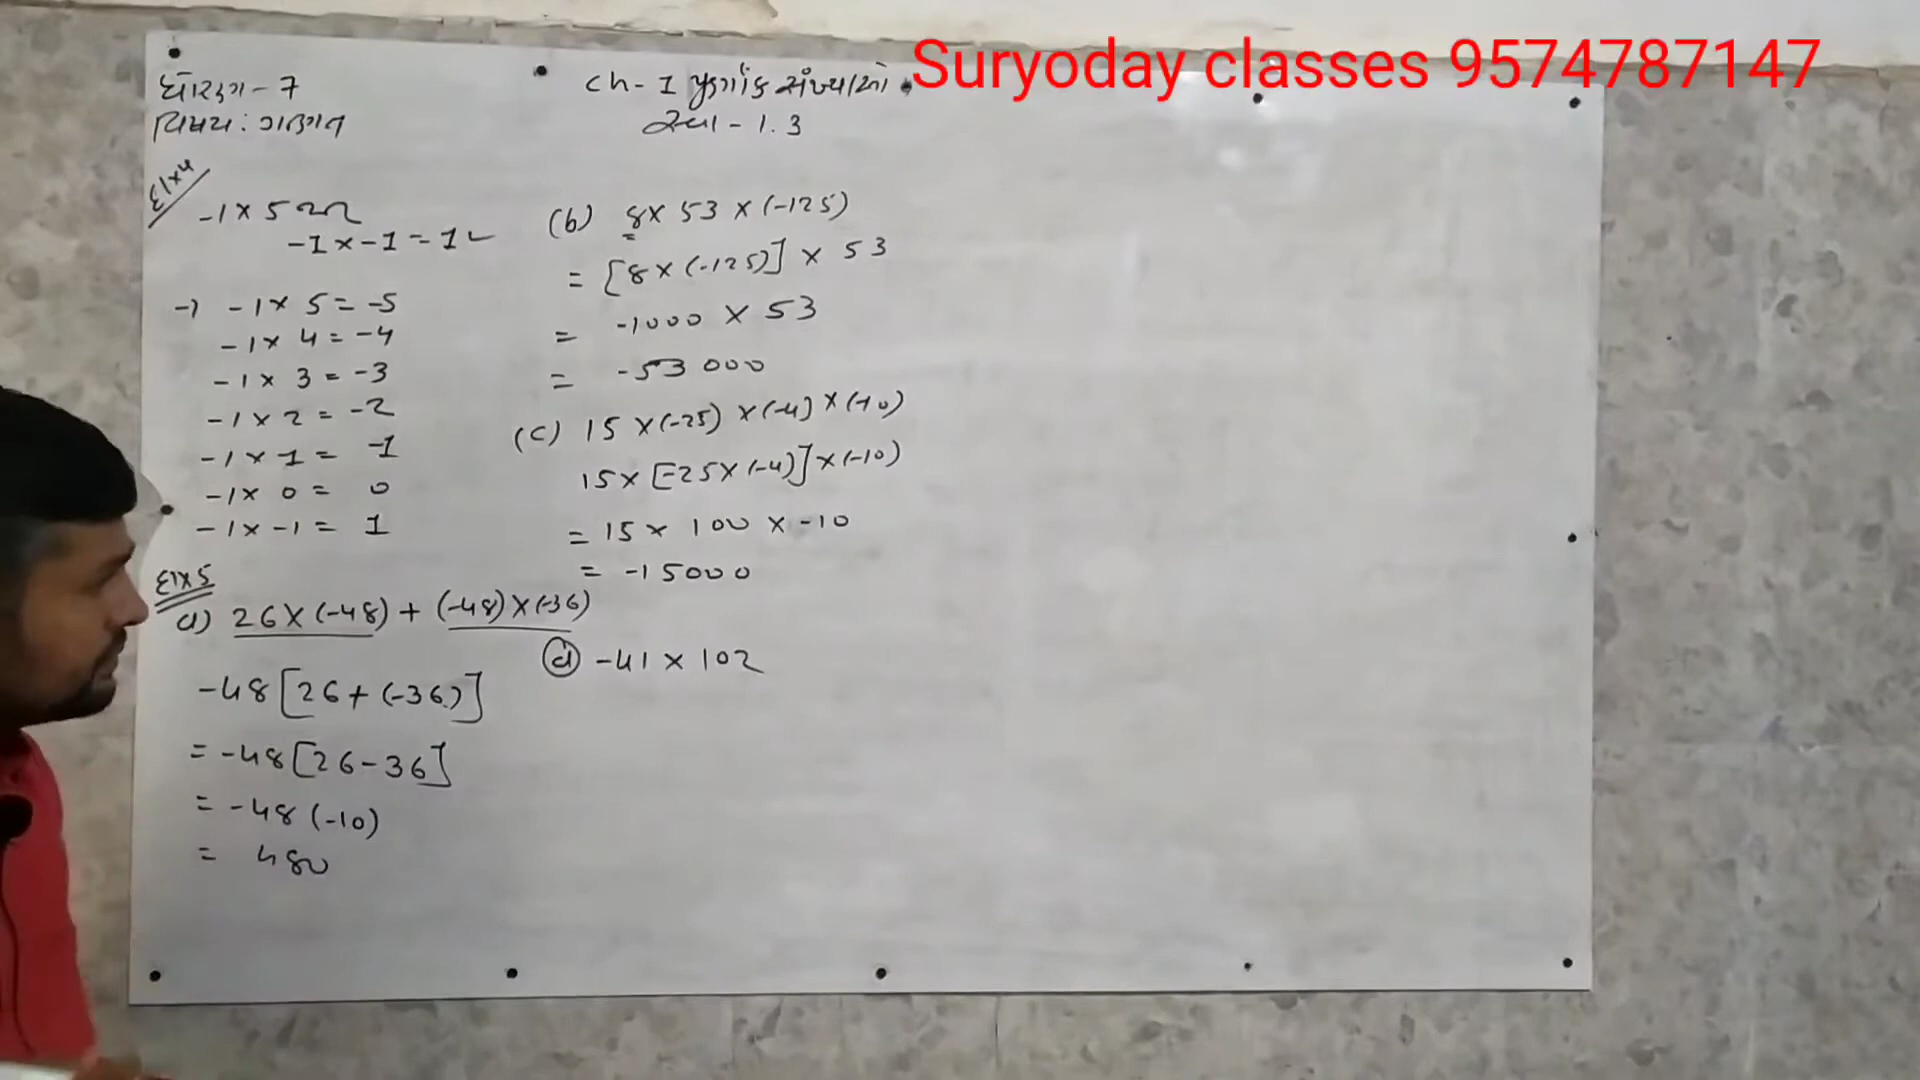 Suryoday classes 9574787147
ધોરણ - 7
વિષય : ગણિત
ch - 1 પૂર્ણાંક સંખ્યાઓ
સ્વા - 1.3
દાખ 4
-1 × 5
-1 × -1 = 1
→ -1 × 5 = -5
-1 × 4 = -4
-1 × 3 = -3
-1 × 2 = -2
-1 × 1 = -1
-1 × 0 = 0
-1 × -1 = 1
દાખ 5
a) 26 × (-48) + (-48) × (-36)
-48 [26 + (-36)]
= -48 [26 - 36]
= -48 (-10)
= 480
(b) 8 × 53 × (-125)
= [8 × (-125)] × 53
= -1000 × 53
= -53000
(c) 15 × (-25) × (-4) × (-10)
15 × [-25 × (-4)] × (-10)
= 15 × 100 × -10
= -15000
(d) -41 × 102